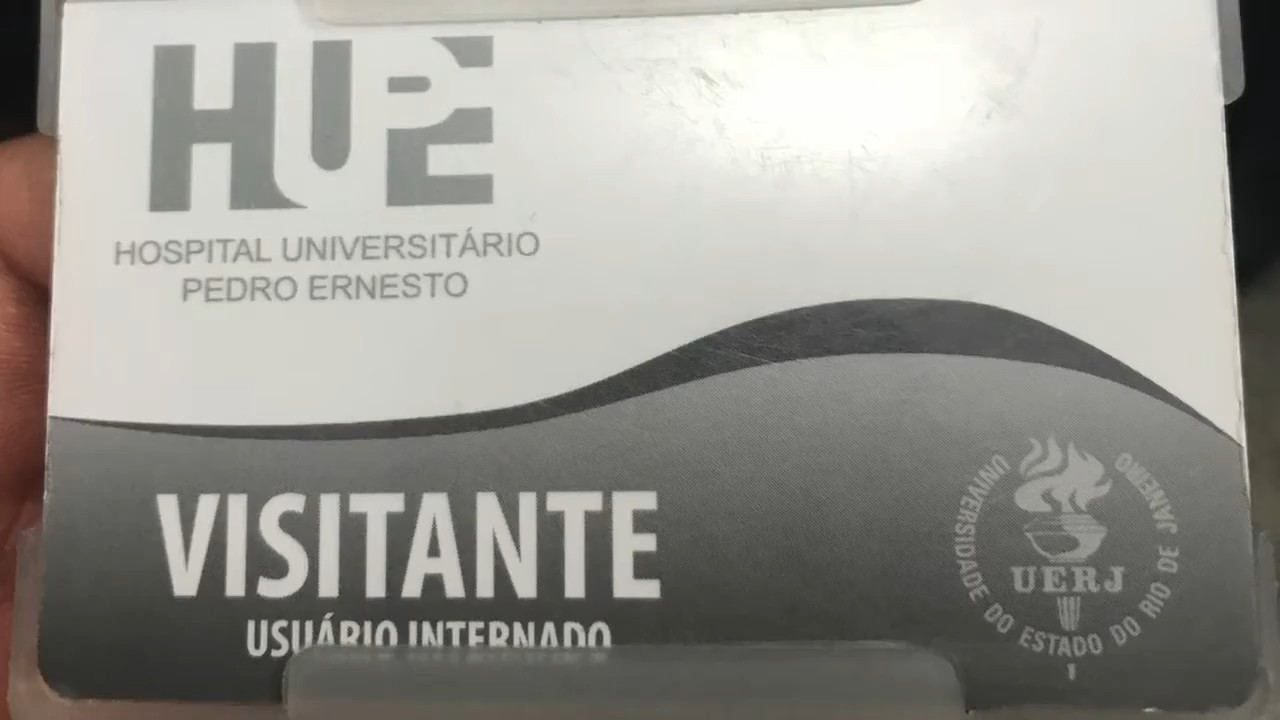 HUPE
HOSPITAL UNIVERSITÁRIO
PEDRO ERNESTO
VISITANTE
USUÁRIO INTERNADO
UNIVERSIDADE DO ESTADO DO RIO DE JANEIRO
UERJ